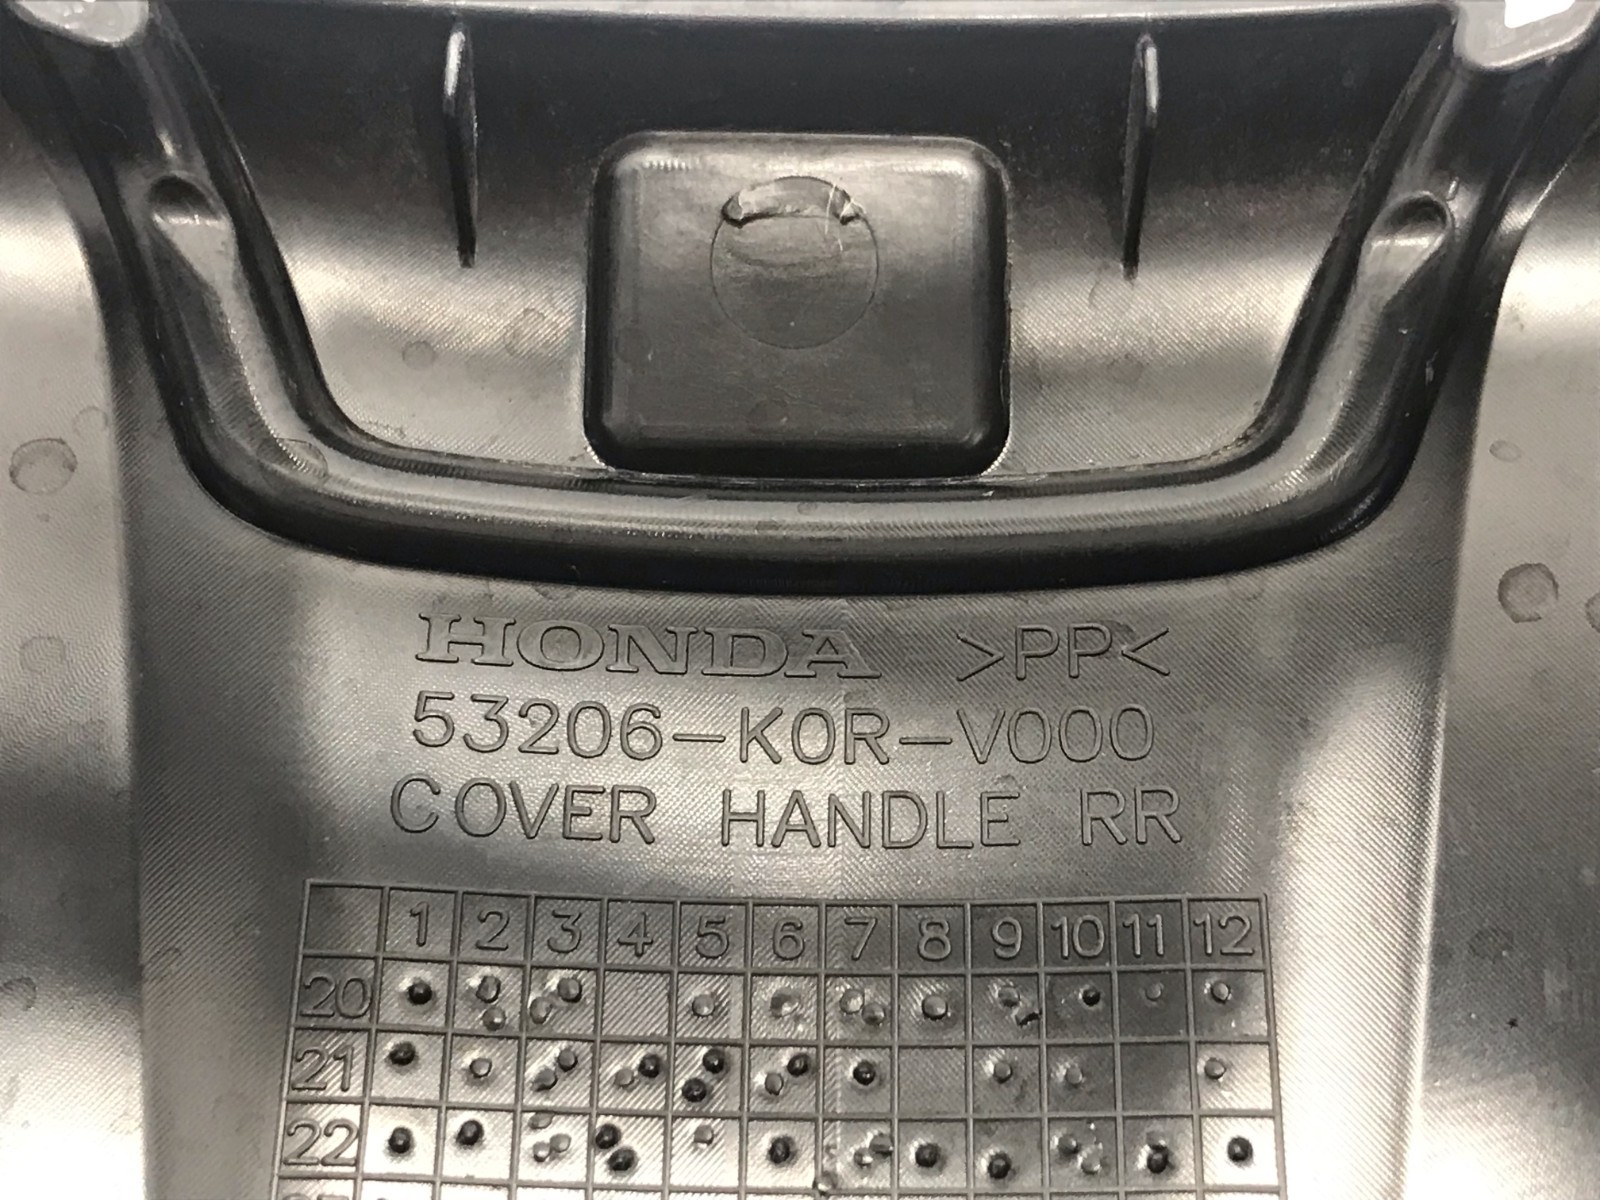 HONDA >PP<
53206-K0R-V000
COVER HANDLE RR
1 2 3 4 5 6 7 8 9 10 11 12
20
21
22